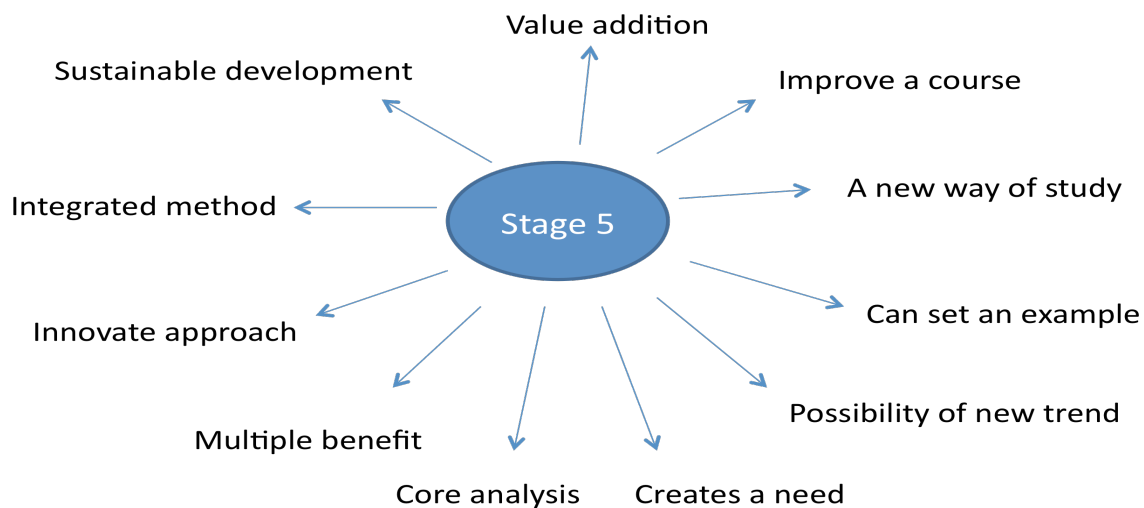 Value addition
Sustainable development
Improve a course
A new way of study
Integrated method
Stage 5
Can set an example
Innovate approach
Possibility of new trend
Multiple benefit
Core analysis
Creates a need